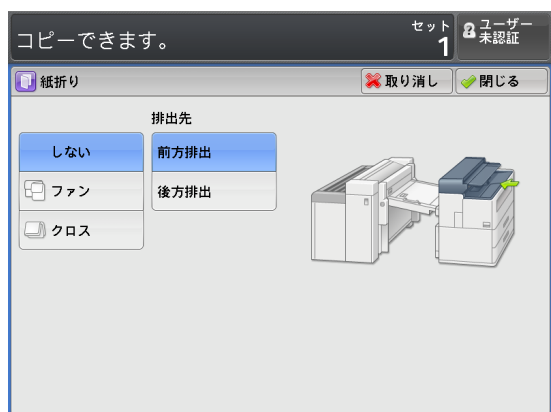 コピーできます。
セット
1
ユーザー
未認証
紙折り
取り消し
閉じる
排出先
しない
前方排出
ファン
後方排出
クロス